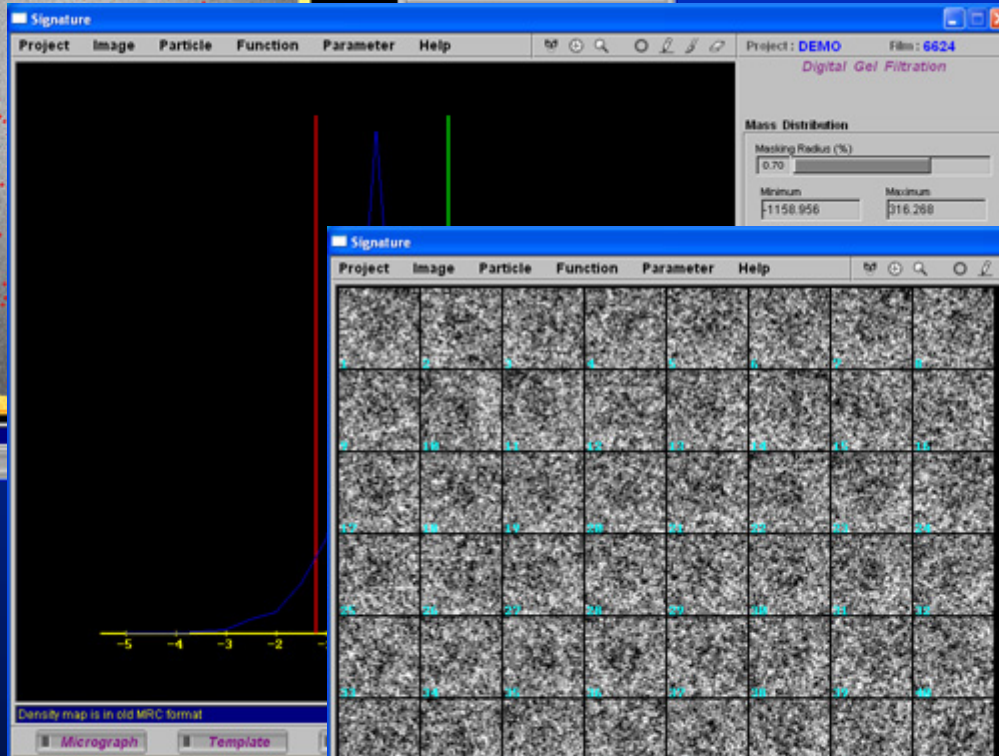 Signature
Project Image Particle Function Parameter Help
Project : DEMO Film : 6624
Digital Gel Filtration
Mass Distribution
Masking Radius (%)
0.70
Minimum Maximum
-1158.956 316.268
Signature
Project Image Particle Function Parameter Help
1 2 3 4 5 6 7 8
9 10 11 12 13 14 15 16
17 18 19 20 21 22 23 24
25 26 27 28 29 30 31 32
33 34 35 36 37 38 39 40
-5 -4 -3 -2
Density map is in old MRC format
Micrograph Template